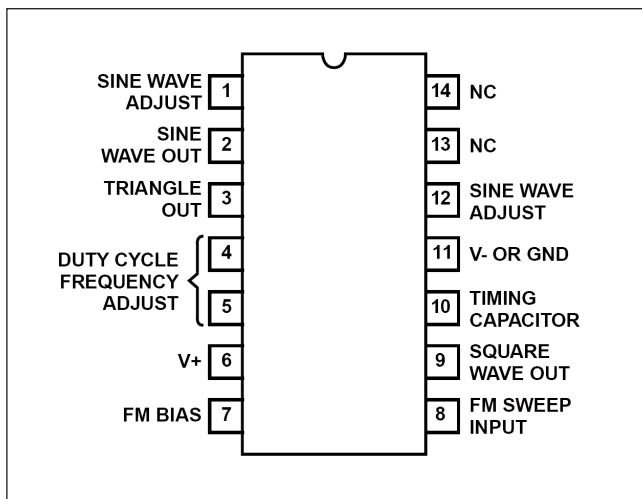 SINE WAVE
ADJUST
1
SINE
WAVE OUT
2
TRIANGLE
OUT
3
DUTY CYCLE
FREQUENCY
ADJUST
4
5
V+
6
FM BIAS
7
14
NC
13
NC
12
SINE WAVE
ADJUST
11
V- OR GND
10
TIMING
CAPACITOR
9
SQUARE
WAVE OUT
8
FM SWEEP
INPUT